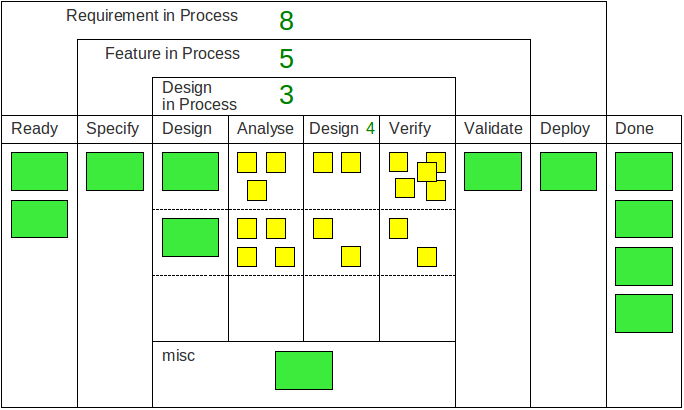 Requirement in Process 8
Feature in Process 5
Design
in Process 3
Ready Specify Design Analyse Design 4 Verify Validate Deploy Done
misc